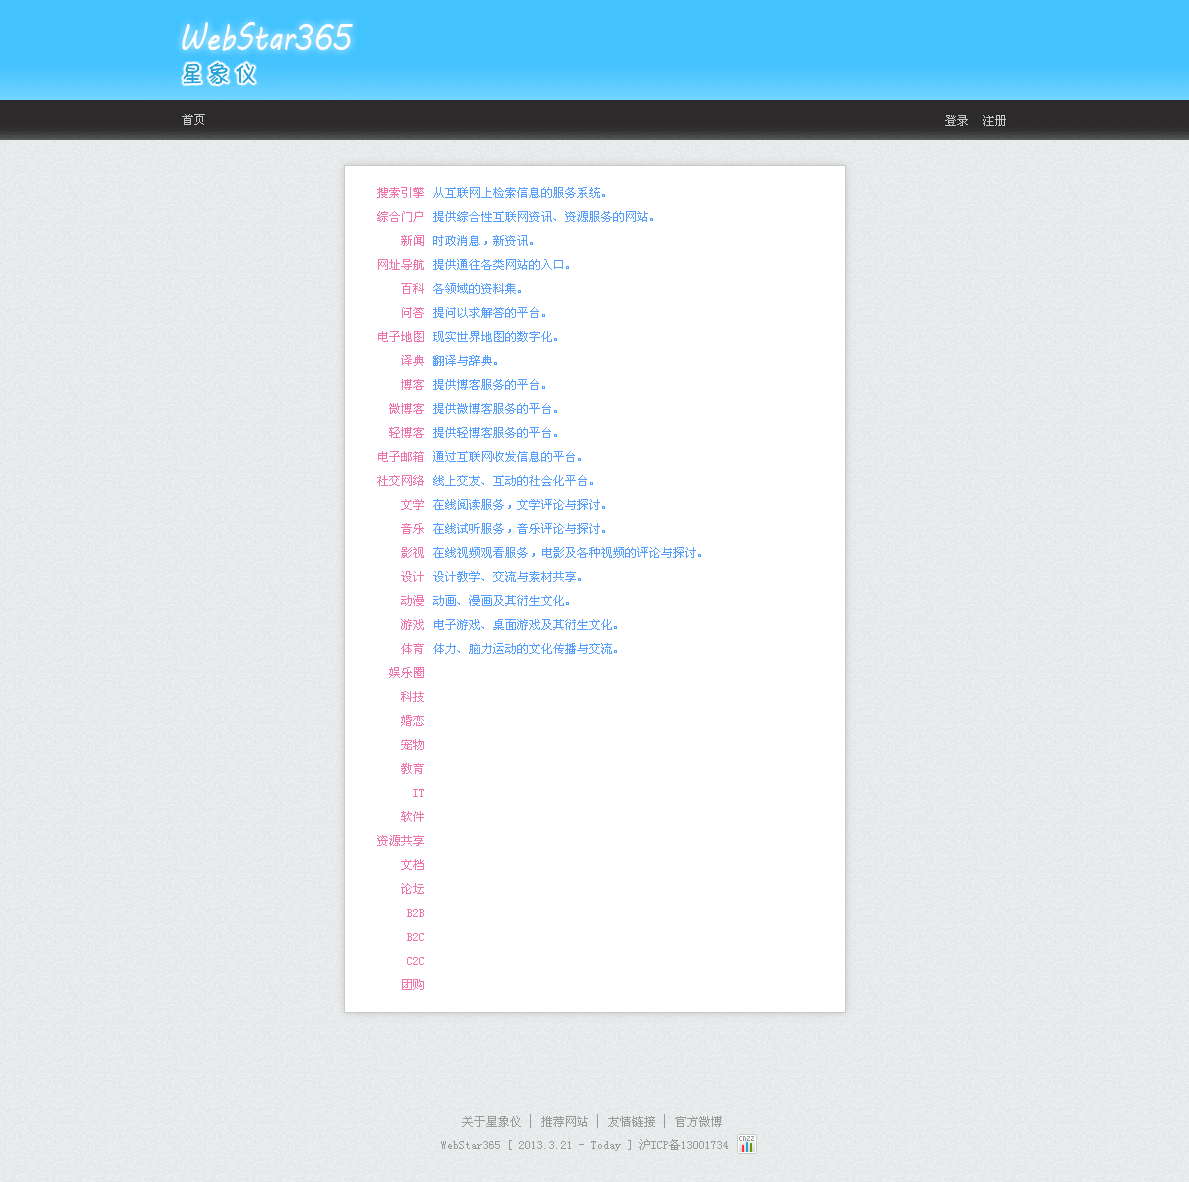 WebStar365
星象仪
首页 登录 注册
搜索引擎 从互联网上检索信息的服务系统。
综合门户 提供综合性互联网资讯、资源服务的网站。
新闻 时政消息，新资讯。
网址导航 提供通往各类网站的入口。
百科 各领域的资料集。
问答 提问以求解答的平台。
电子地图 现实世界地图的数字化。
译典 翻译与辞典。
博客 提供博客服务的平台。
微博客 提供微博客服务的平台。
轻博客 提供轻博客服务的平台。
电子邮箱 通过互联网收发信息的平台。
社交网络 线上交友、互动的社会化平台。
文学 在线阅读服务，文学评论与探讨。
音乐 在线试听服务，音乐评论与探讨。
影视 在线视频观看服务，电影及各种视频的评论与探讨。
设计 设计教学、交流与素材共享。
动漫 动画、漫画及其衍生文化。
游戏 电子游戏、桌面游戏及其衍生文化。
体育 体力、脑力运动的文化传播与交流。
娱乐圈
科技
婚恋
宠物
教育
IT
软件
资源共享
文档
论坛
B2B
B2C
C2C
团购
关于星象仪 │ 推荐网站 │ 友情链接 │ 官方微博
WebStar365 [ 2013.3.21 - Today ] 沪ICP备13001734 CNZZ